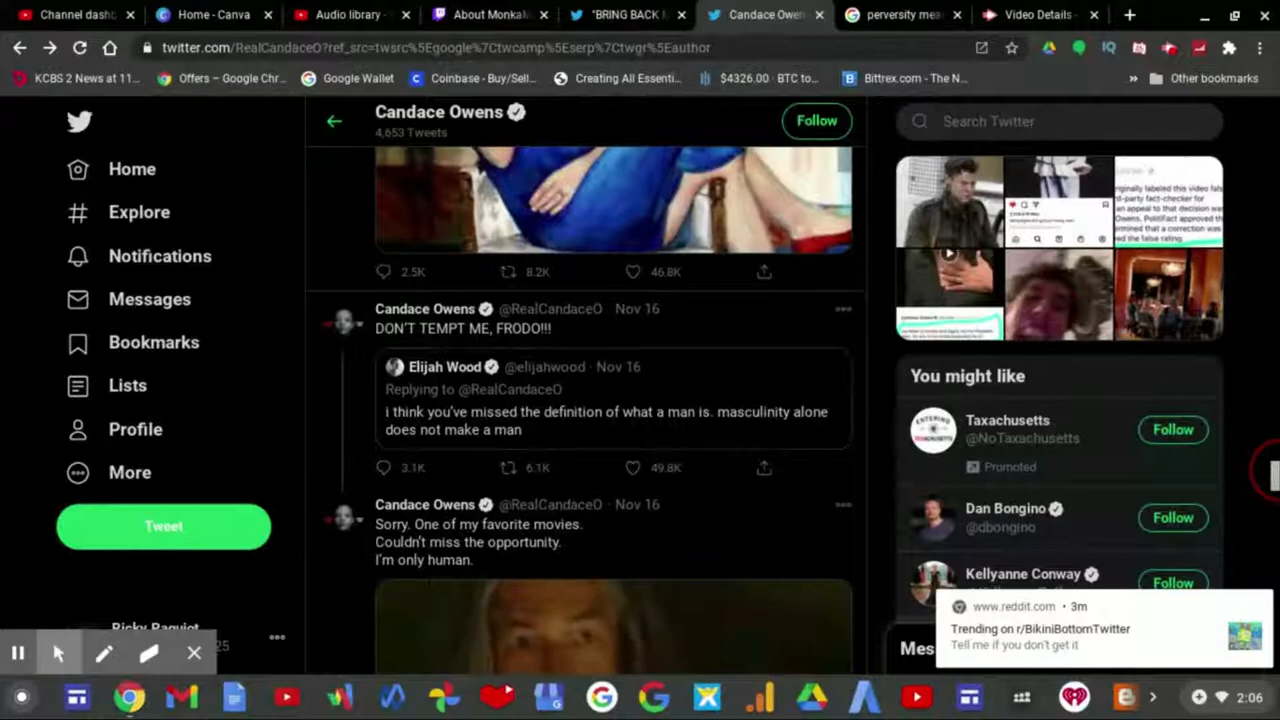 Channel dashb
Home - Canva
Audio library -
About MonkaM
"BRING BACK M
Candace Owen
perversity mea
Video Details -
twitter.com/RealCandaceO?ref_src=twsrc%5Egoogle%7Ctwcamp%5Eserp%7Ctwgr%5Eauthor
KCBS 2 News at 11...
Offers – Google Chr...
Google Wallet
Coinbase - Buy/Sell...
Creating All Essenti...
$4326.00 · BTC to...
Bittrex.com - The N...
Other bookmarks
Home
Explore
Notifications
Messages
Bookmarks
Lists
Profile
More
Tweet
25
Candace Owens
4,653 Tweets
Follow
2.5K
8.2K
46.8K
Candace Owens @RealCandaceO · Nov 16
DON'T TEMPT ME, FRODO!!!
Elijah Wood @elijahwood · Nov 16
Replying to @RealCandaceO
i think you've missed the definition of what a man is. masculinity alone
does not make a man
3.1K
6.1K
49.8K
Candace Owens @RealCandaceO · Nov 16
Sorry. One of my favorite movies.
Couldn't miss the opportunity.
I'm only human.
Search Twitter
You might like
Taxachusetts
@NoTaxachusetts
Follow
Promoted
Dan Bongino
@dbongino
Follow
Kellyanne Conway
Follow
Mes
www.reddit.com • 3m
Trending on r/BikiniBottomTwitter
Tell me if you don't get it
2:06